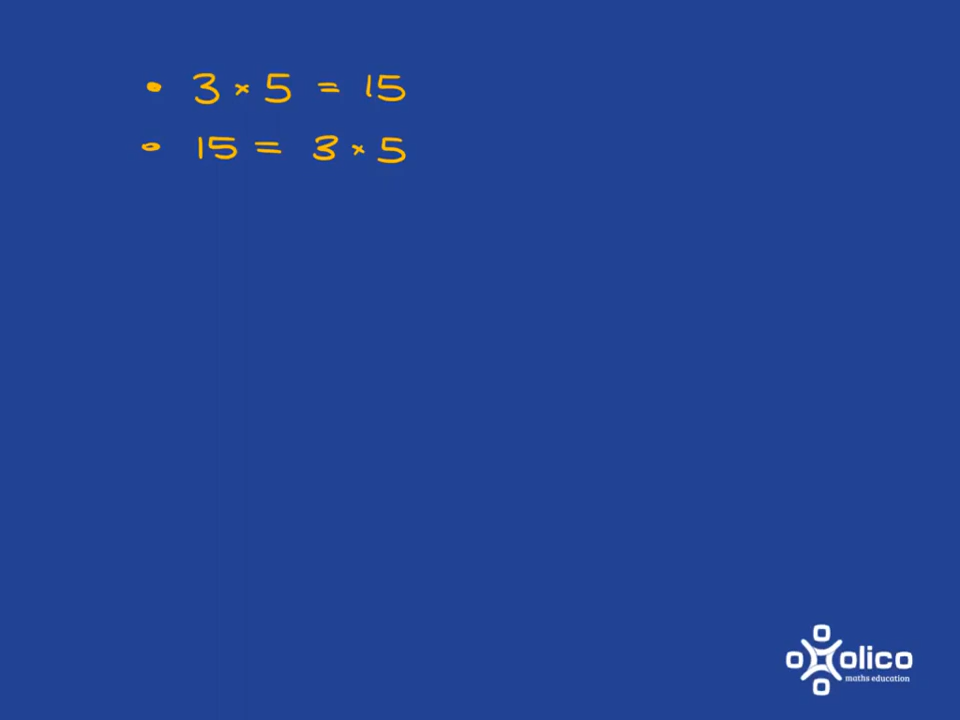 • 3 × 5 = 15
• 15 = 3 × 5
olico
maths education